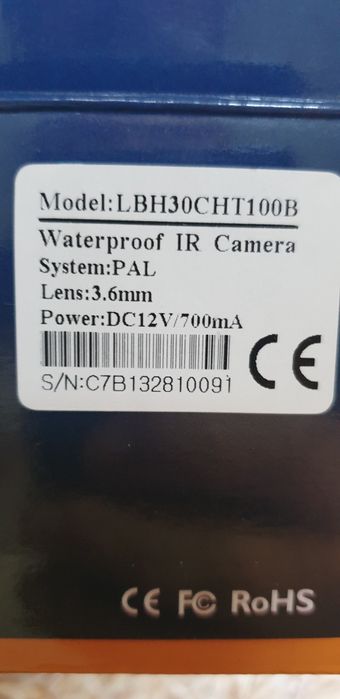 Model:LBH30CHT100B
Waterproof IR Camera
System:PAL
Lens:3.6mm
Power:DC12V/700mA
CE
S/N:C7B132810091
CE FC RoHS